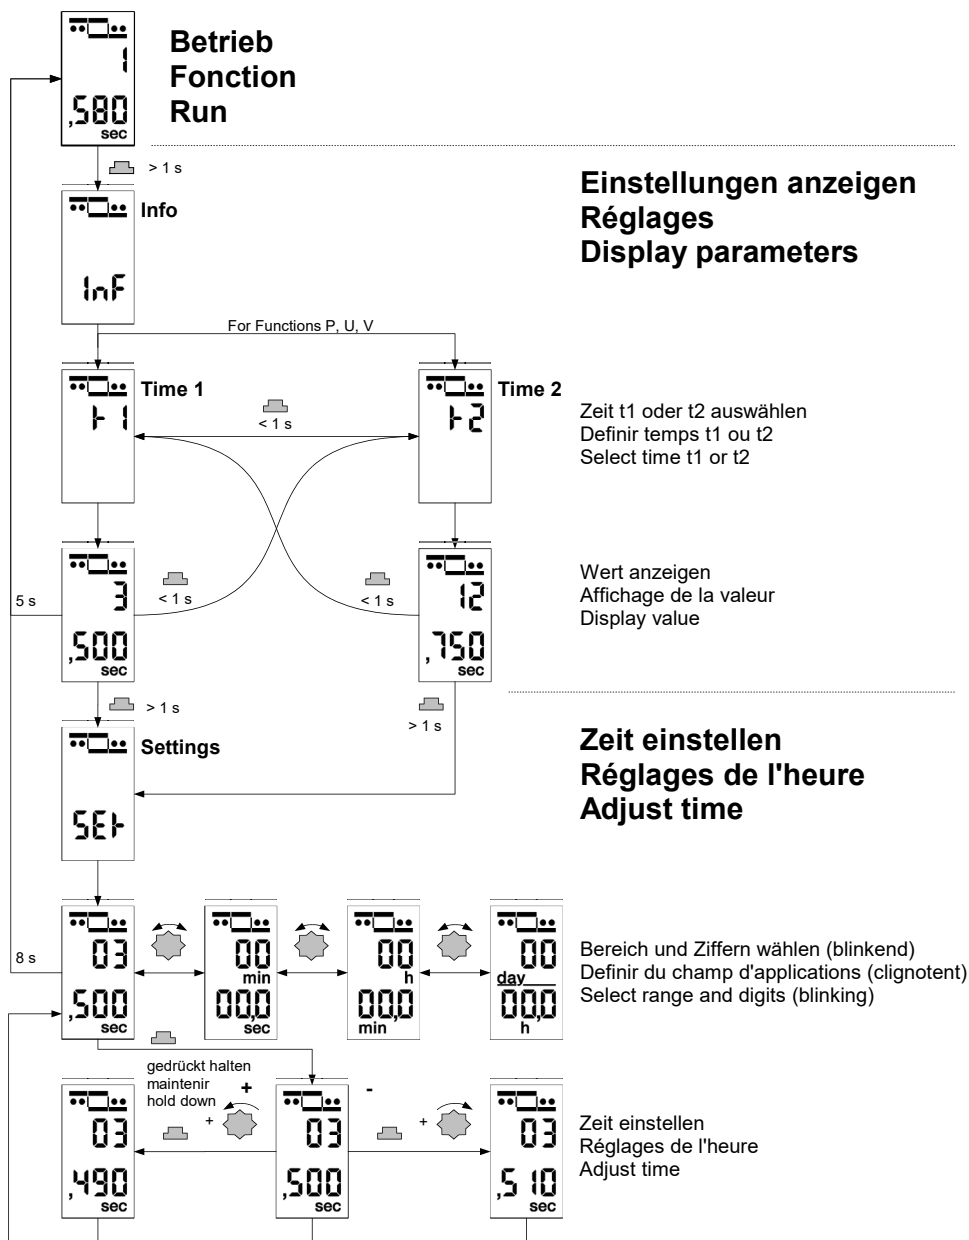 1
,580
sec
Betrieb
Fonction
Run
> 1 s
Info
InF
Einstellungen anzeigen
Réglages
Display parameters
For Functions P, U, V
Time 1
t1
< 1 s
Time 2
t2
Zeit t1 oder t2 auswählen
Definir temps t1 ou t2
Select time t1 or t2
5 s
3
,500
sec
< 1 s
< 1 s
12
,750
sec
Wert anzeigen
Affichage de la valeur
Display value
> 1 s
> 1 s
Settings
SEt
Zeit einstellen
Réglages de l'heure
Adjust time
8 s
03
,500
sec
00
min
00,0
sec
00
h
00,0
min
00
day
00,0
h
Bereich und Ziffern wählen (blinkend)
Definir du champ d'applications (clignotent)
Select range and digits (blinking)
gedrückt halten
maintenir
hold down
+
+
-
+
03
,490
sec
03
,500
sec
03
,510
sec
Zeit einstellen
Réglages de l'heure
Adjust time